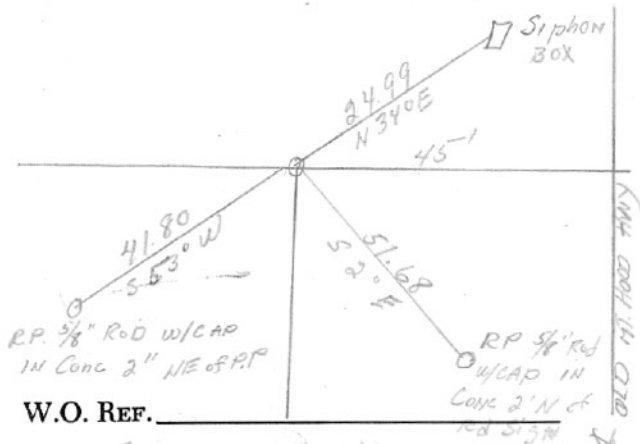 Siphon
BOX
24.99
N 34° E
45'
41.80
S 53° W
51.68
S 2° E
OLD MT. HOOD HWY
R.P. 5/8" ROD W/CAP
IN Conc 2" NE of P.P
RP 5/8" Rod
W/CAP IN
Conc 2' N of
Rd Sign
W.O. REF.